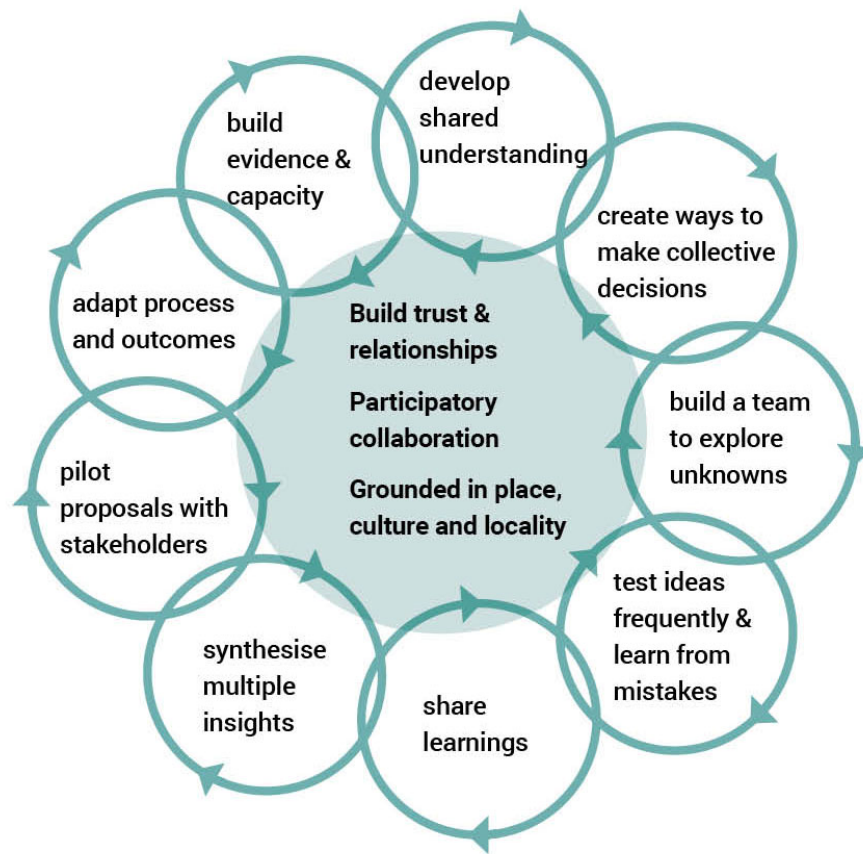 develop
shared
understanding
create ways to
make collective
decisions
build a team
to explore
unknowns
test ideas
frequently &
learn from
mistakes
share
learnings
synthesise
multiple
insights
pilot
proposals with
stakeholders
adapt process
and outcomes
build
evidence &
capacity
Build trust &
relationships
Participatory
collaboration
Grounded in place,
culture and locality